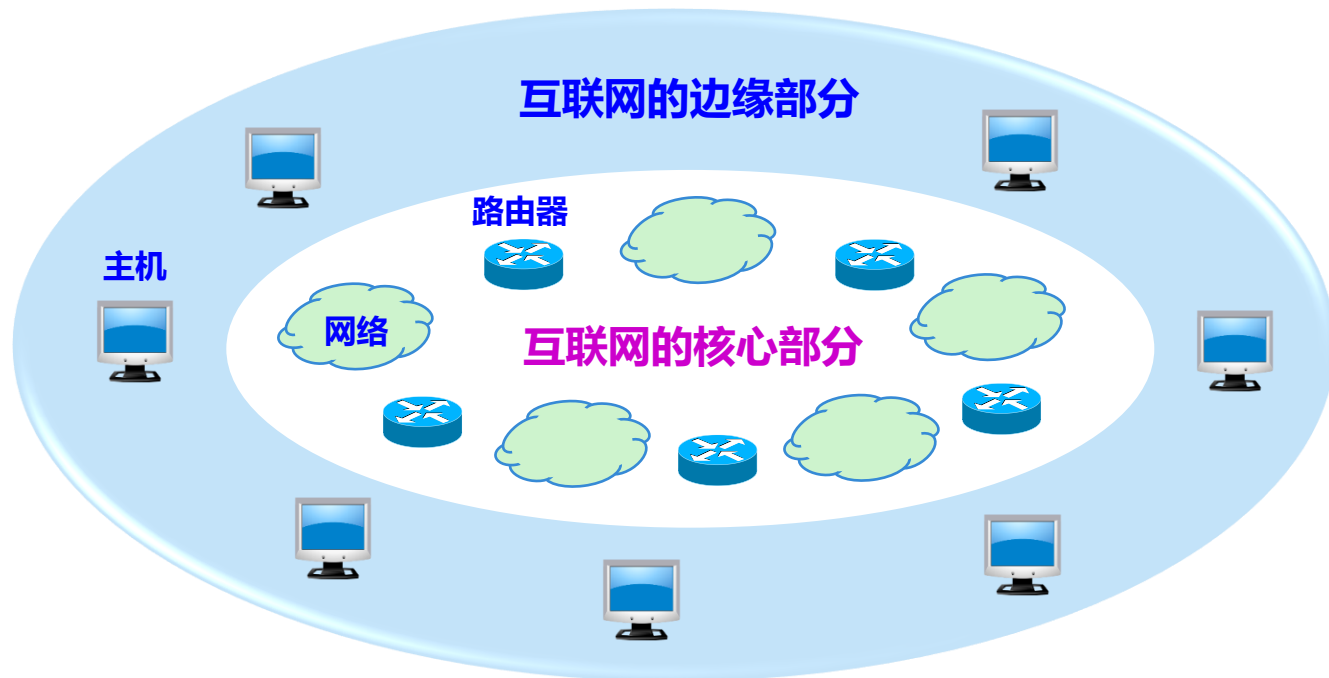 互联网的边缘部分
路由器
主机
网络
互联网的核心部分